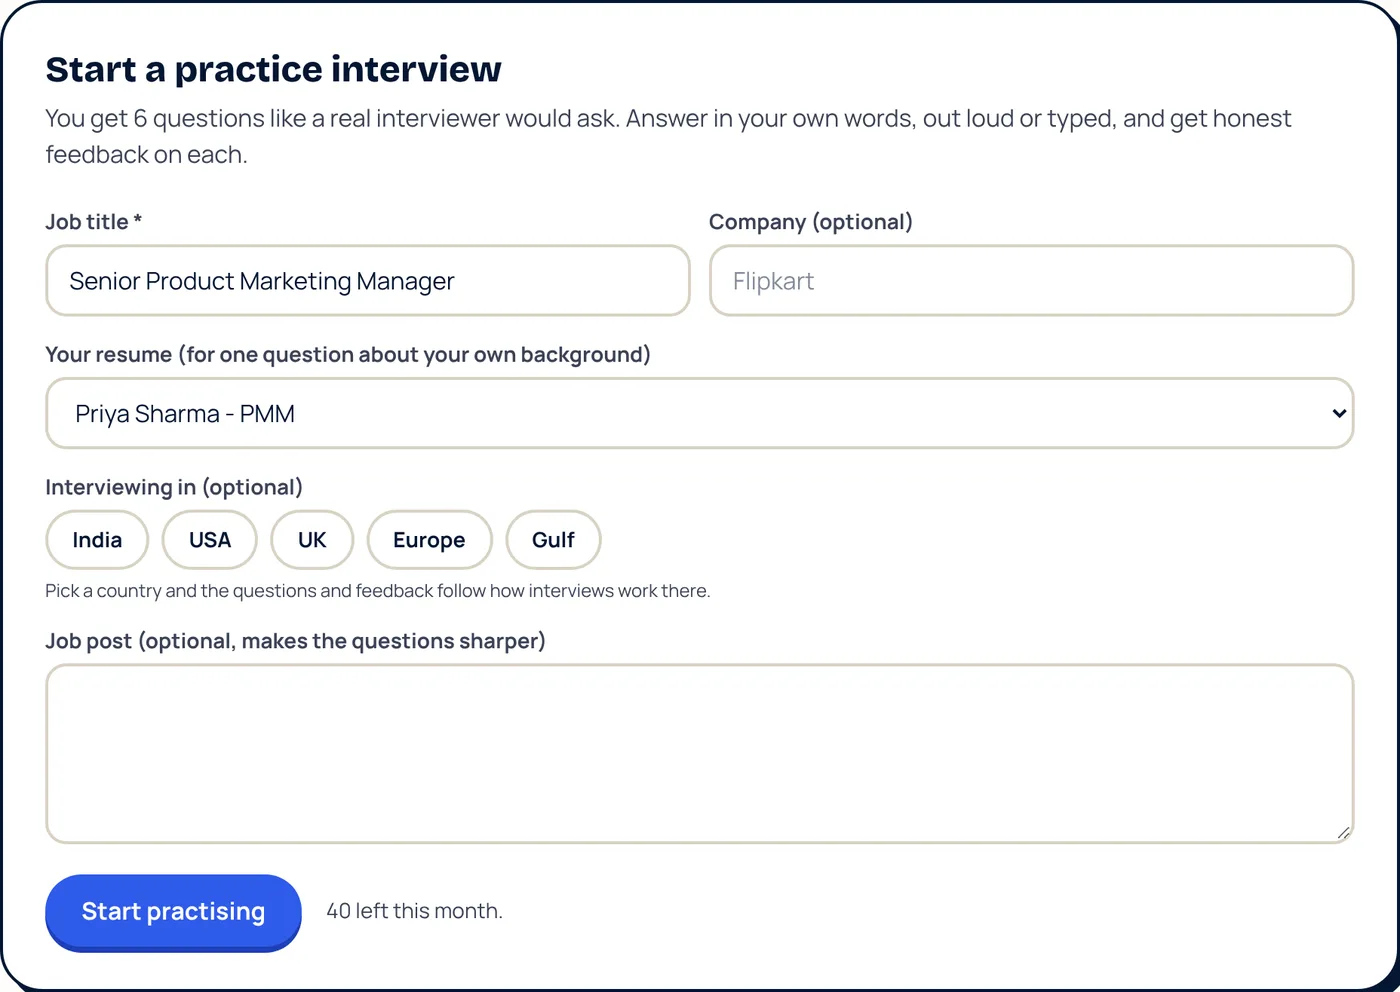 Start a practice interview
You get 6 questions like a real interviewer would ask. Answer in your own words, out loud or typed, and get honest
feedback on each.
Job title *
Company (optional)
Senior Product Marketing Manager
Flipkart
Your resume (for one question about your own background)
Priya Sharma - PMM
Interviewing in (optional)
India USA UK Europe Gulf
Pick a country and the questions and feedback follow how interviews work there.
Job post (optional, makes the questions sharper)
Start practising
40 left this month.